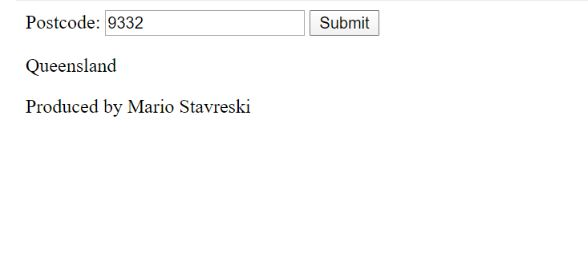 Postcode: 9332 Submit
Queensland
Produced by Mario Stavreski